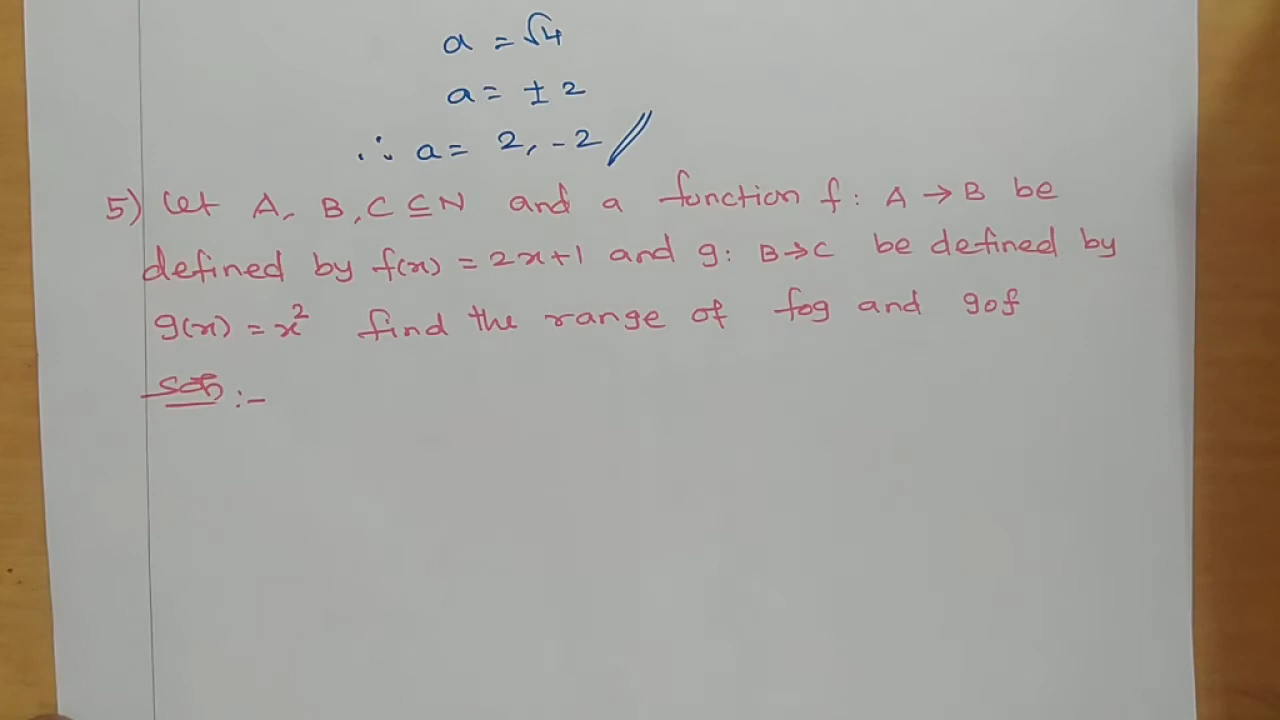 a = √4
a = ± 2
∴ a = 2, -2 //
5) Let A, B, C ⊆ N and a function f: A → B be
defined by f(x) = 2x+1 and g: B→C be defined by
g(x) = x² find the range of fog and gof
Soln :-